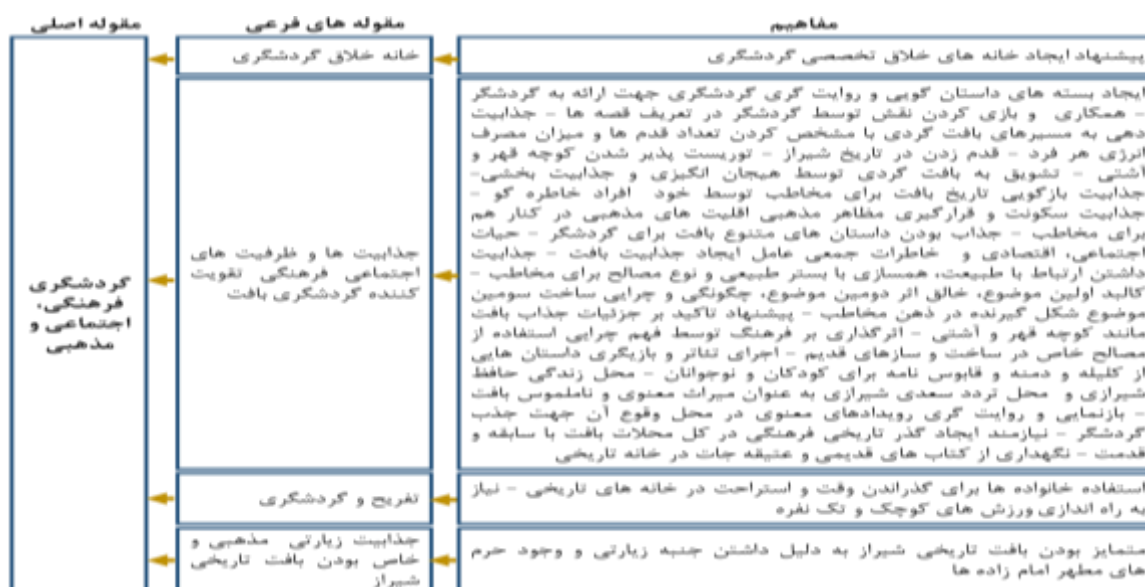 مفاهیم
مقوله های فرعی
مقوله اصلی
پیشنهاد ایجاد خانه های خلاق تخصصی گردشگری
خانه خلاق گردشگری
ایجاد بسته های داستان گویی و روایت گری گردشگری جهت ارائه به گردشگر
– همکاری و بازی کردن نقش توسط گردشگر در تعریف قصه ها – جذابیت
دهی به مسیرهای بافت گردی با مشخص کردن تعداد قدم ها و میزان مصرف
انرژی هر فرد – قدم زدن در تاریخ شیراز – توریست پذیر شدن کوچه قهر و
آشتی – تشویق به بافت گردی توسط هیجان انگیزی و جذابیت بخشی–
جذابیت بازگویی تاریخ بافت برای مخاطب توسط خود افراد خاطره گو –
جذابیت سکونت و قرارگیری مظاهر مذهبی اقلیت های مذهبی در کنار هم
برای مخاطب – جذاب بودن داستان های متنوع بافت برای گردشگر – حیات
اجتماعی، اقتصادی و خاطرات جمعی عامل ایجاد جذابیت بافت – جذابیت
داشتن ارتباط با طبیعت، همسازی با بستر طبیعی و نوع مصالح برای مخاطب –
کالبد اولین موضوع، خالق اثر دومین موضوع، چگونگی و چرایی ساخت سومین
موضوع شکل گیرنده در ذهن مخاطب – پیشنهاد تاکید بر جزئیات جذاب بافت
مانند کوچه قهر و آشتی – اثرگذاری بر فرهنگ توسط فهم چرایی استفاده از
مصالح خاص در ساخت و سازهای قدیم – اجرای تئاتر و بازیگری داستان هایی
از کلیله و دمنه و قابوس نامه برای کودکان و نوجوانان – محل زندگی حافظ
شیرازی و محل تردد سعدی شیرازی به عنوان میراث معنوی و ناملموس بافت
– بازنمایی و روایت گری رویدادهای معنوی در محل وقوع آن جهت جذب
گردشگر – نیازمند ایجاد گذر تاریخی فرهنگی در کل محلات بافت با سابقه و
قدمت – نگهداری از کتاب های قدیمی و عتیقه جات در خانه تاریخی
جذابیت ها و ظرفیت های
اجتماعی فرهنگی تقویت
کننده گردشگری بافت
گردشگری
فرهنگی،
اجتماعی و
مذهبی
استفاده خانواده ها برای گذراندن وقت و استراحت در خانه های تاریخی – نیاز
به راه اندازی ورزش های کوچک و تک نفره
تفریح و گردشگری
متمایز بودن بافت تاریخی شیراز به دلیل داشتن جنبه زیارتی و وجود حرم
های مطهر امام زاده ها
جذابیت زیارتی مذهبی و
خاص بودن بافت تاریخی
شیراز